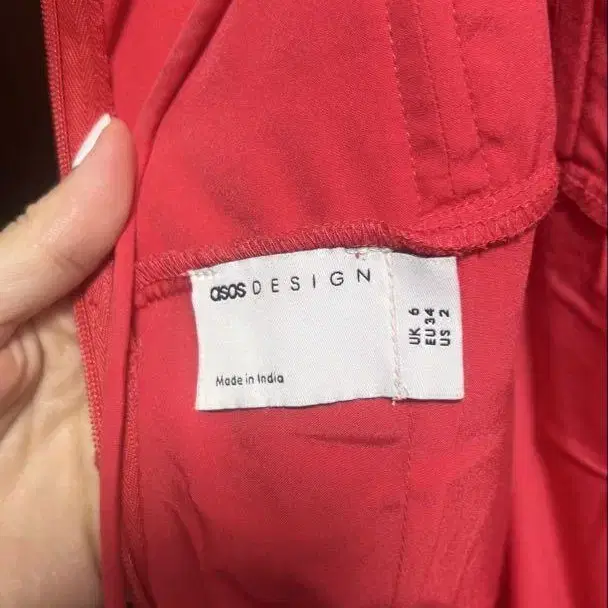 asos DESIGN
Made in India
UK 6
EU 34
US 2